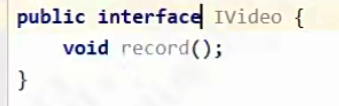 public interface IVideo {
    void record();
}